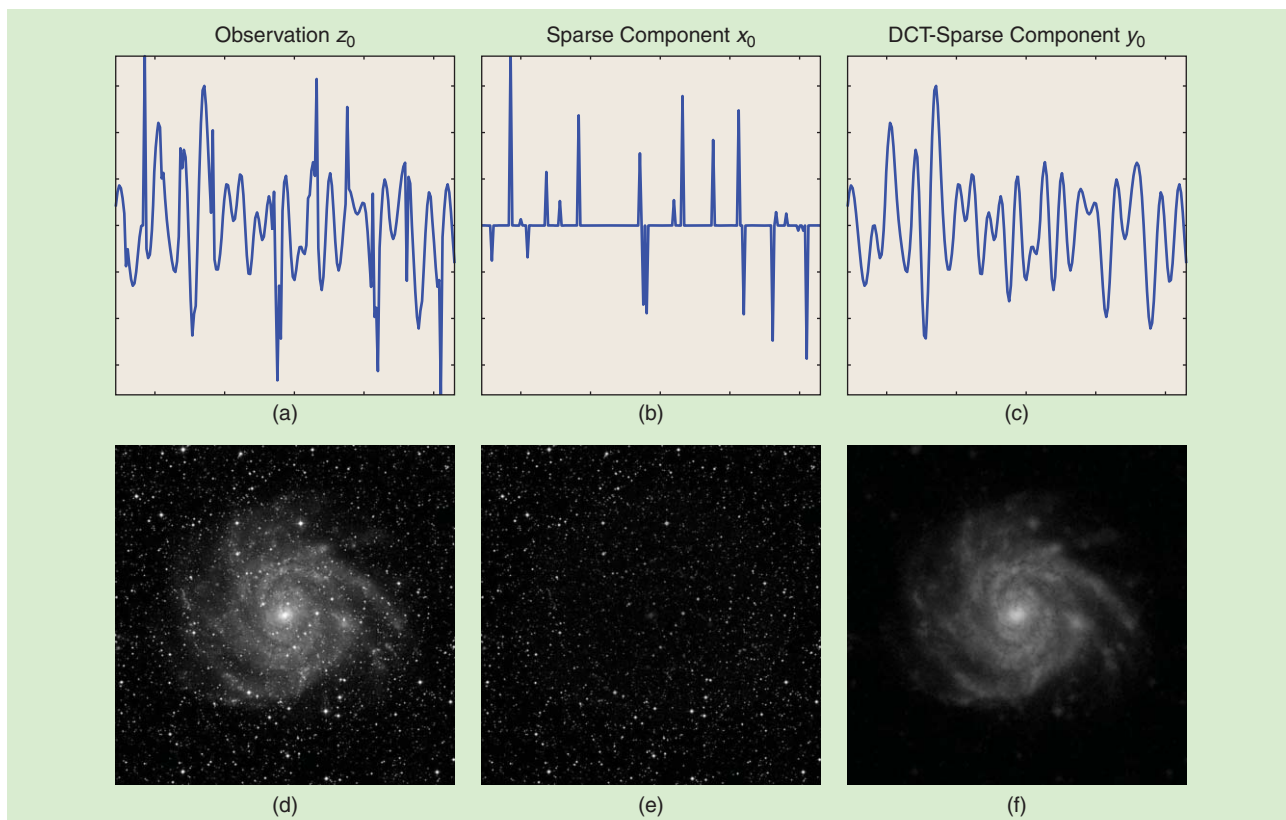 Observation z0
Sparse Component x0
DCT-Sparse Component y0
(a)
(b)
(c)
(d)
(e)
(f)